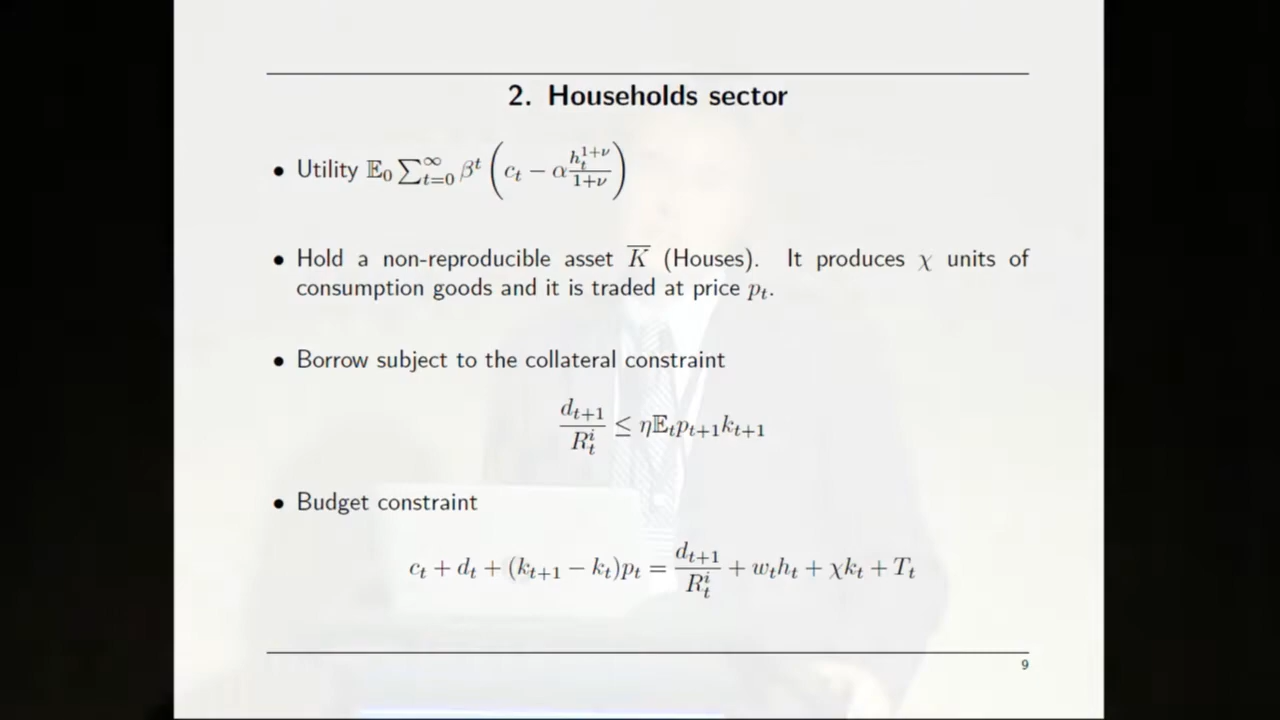 2. Households sector
• Utility 𝔼₀ ∑_{t=0}^{∞} β^t ( c_t − α h_t^{1+ν} / 1+ν )
• Hold a non-reproducible asset K̅ (Houses). It produces χ units of
consumption goods and it is traded at price p_t.
• Borrow subject to the collateral constraint
d_{t+1} / R_t^i ≤ η𝔼_t p_{t+1} k_{t+1}
• Budget constraint
c_t + d_t + (k_{t+1} − k_t)p_t = d_{t+1} / R_t^i + w_t h_t + χk_t + T_t
9